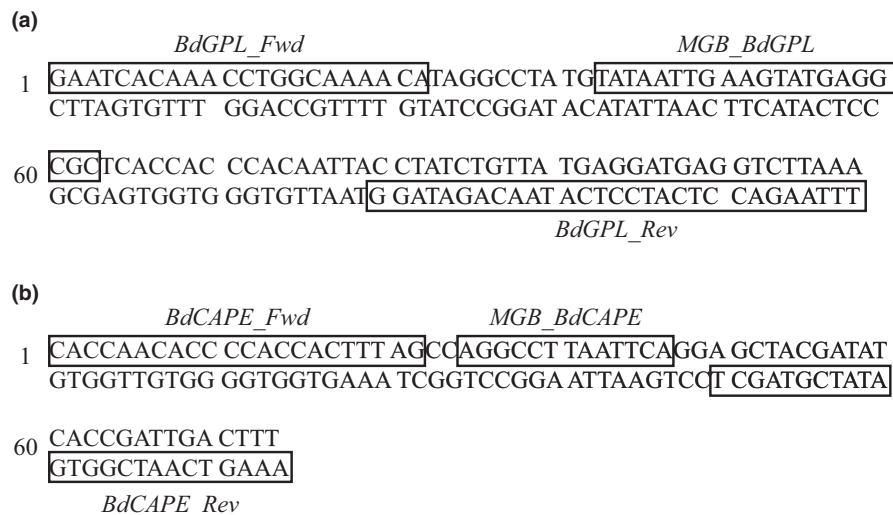 (a)
BdGPL_Fwd MGB_BdGPL
1 GAATCACAAA CCTGGCAAAA CATAGGCCTA TGTATAATTG AAGTATGAGG
CTTAGTGTTT GGACCGTTTT GTATCCGGAT ACATATTAAC TTCATACTCC
60 CGCTCACCAC CCACAATTAC CTATCTGTTA TGAGGATGAG GTCTTAAA
GCGAGTGGTG GGTGTTAATG GATAGACAAT ACTCCTACTC CAGAATTT
BdGPL_Rev
(b)
BdCAPE_Fwd MGB_BdCAPE
1 CACCAACACC CCACCACTTT AGCCAGGCCT TAATTCAGGA GCTACGATAT
GTGGTTGTGG GGTGGTGAAA TCGGTCCGGA ATTAAGTCCT CGATGCTATA
60 CACCGATTGA CTTT
GTGGCTAACT GAAA
BdCAPE_Rev